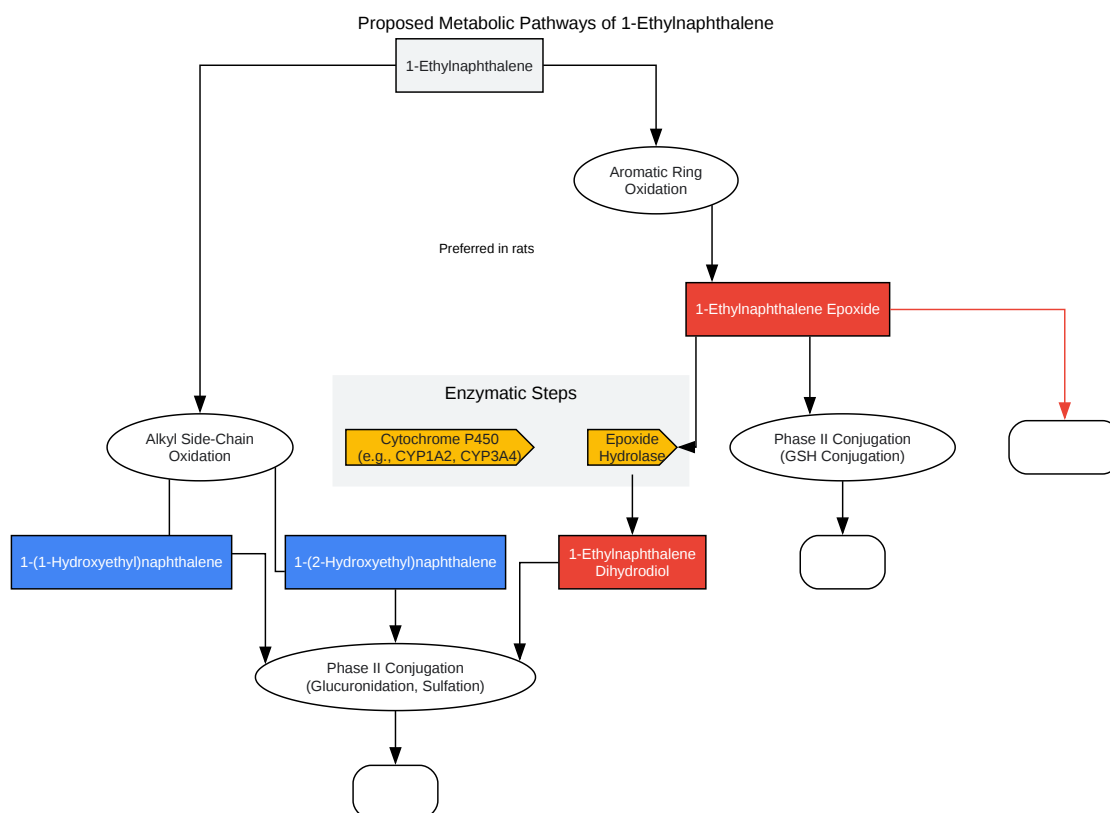 Proposed Metabolic Pathways of 1-Ethylnaphthalene
1-Ethylnaphthalene
Aromatic Ring
Oxidation
Preferred in rats
1-Ethylnaphthalene Epoxide
Enzymatic Steps
Alkyl Side-Chain
Oxidation
Cytochrome P450
(e.g., CYP1A2, CYP3A4)
Epoxide
Hydrolase
Phase II Conjugation
(GSH Conjugation)
1-(1-Hydroxyethyl)naphthalene
1-(2-Hydroxyethyl)naphthalene
1-Ethylnaphthalene
Dihydrodiol
Phase II Conjugation
(Glucuronidation, Sulfation)